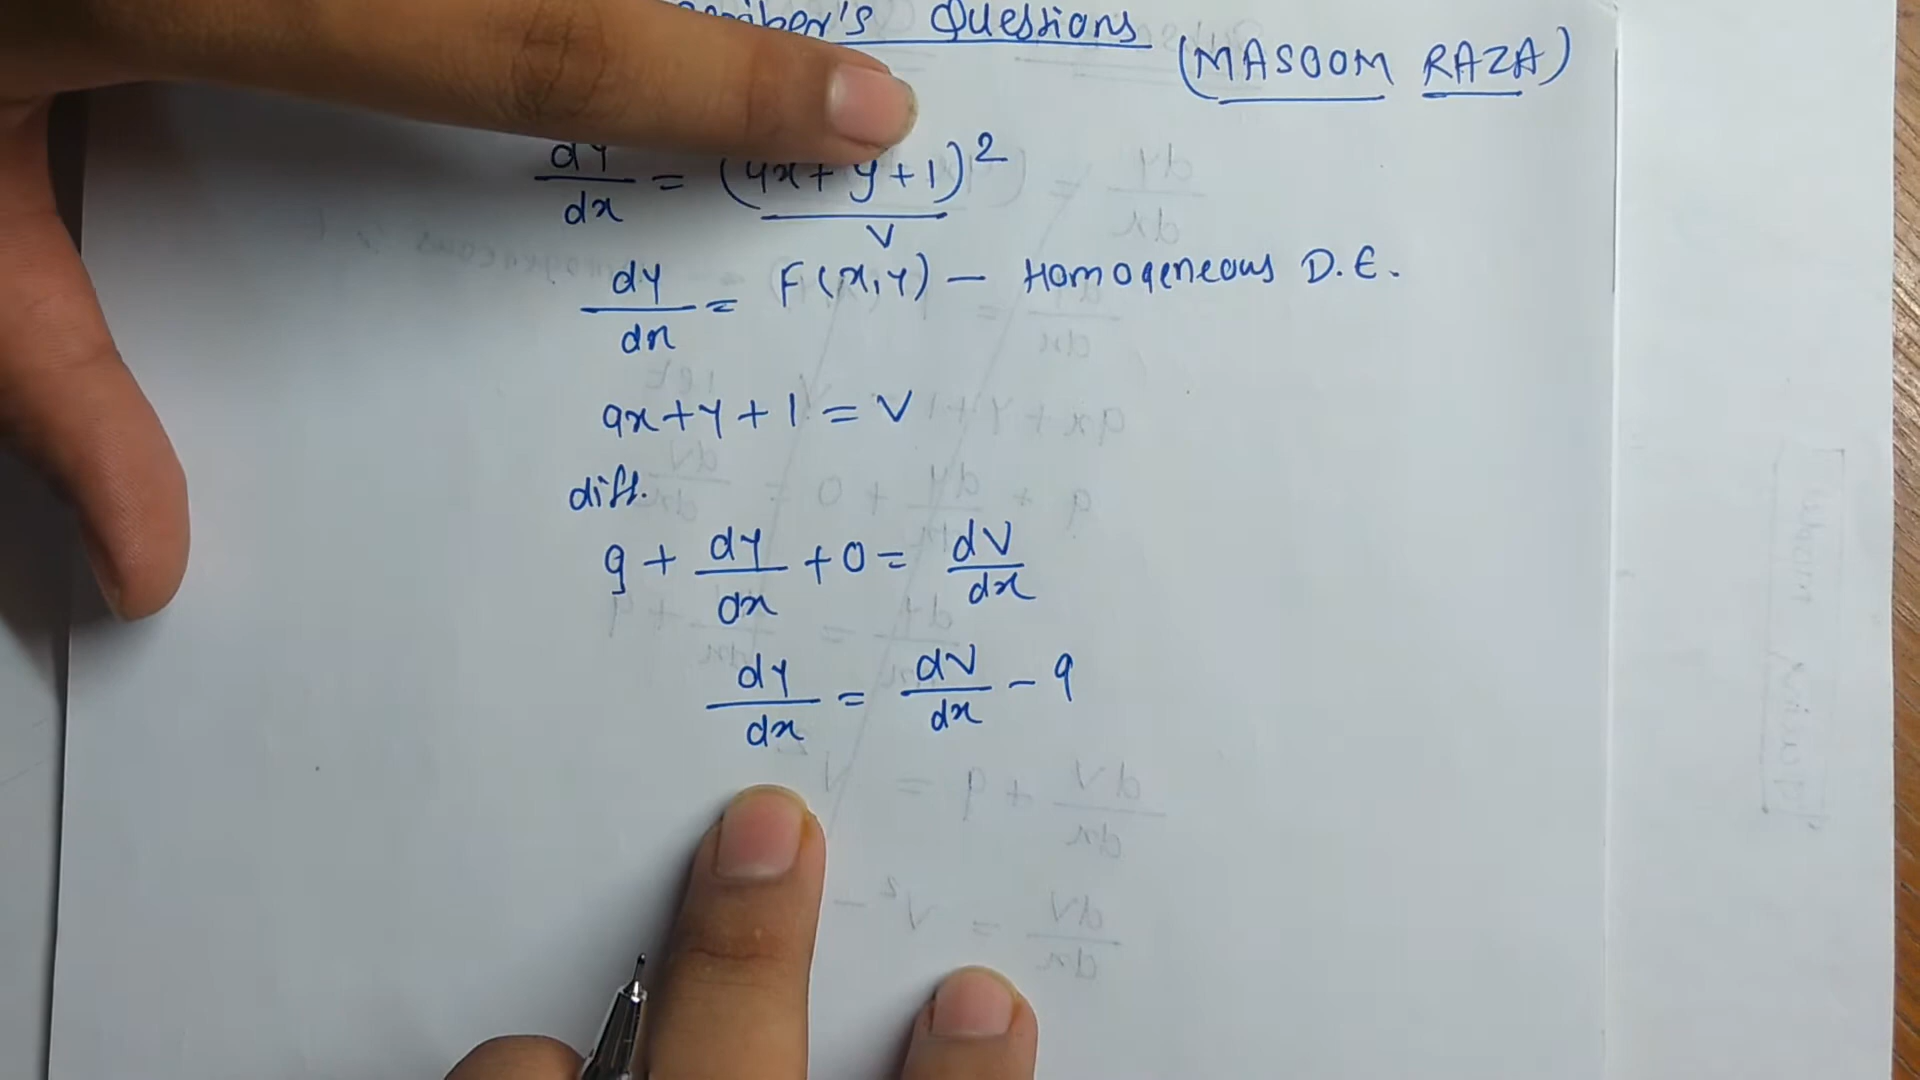 Questions
(MASOOM RAZA)
dy/dx = (4x + y + 1)²
V
dy/dx = F(x,y) - Homogeneous D.E.
9x + y + 1 = V
diff.
9 + dy/dx + 0 = dV/dx
dy/dx = dV/dx - 9